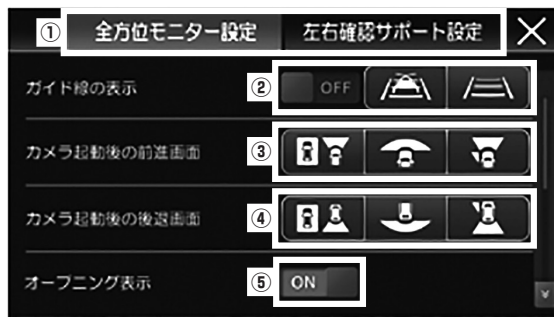 ① 全方位モニター設定 左右確認サポート設定
ガイド線の表示 ② OFF
カメラ起動後の前進画面 ③
カメラ起動後の後退画面 ④
オープニング表示 ⑤ ON